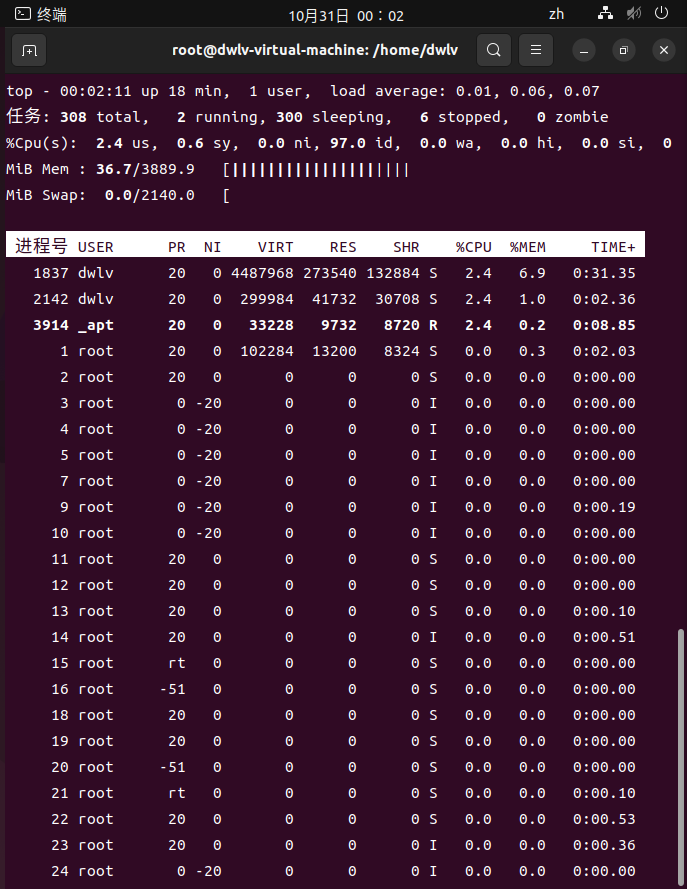 终端 10月31日 00：02 zh
root@dwlv-virtual-machine: /home/dwlv
top - 00:02:11 up 18 min,  1 user,  load average: 0.01, 0.06, 0.07
任务: 308 total,   2 running, 300 sleeping,   6 stopped,   0 zombie
%Cpu(s):  2.4 us,  0.6 sy,  0.0 ni, 97.0 id,  0.0 wa,  0.0 hi,  0.0 si,  0
MiB Mem : 36.7/3889.9   [||||||||||||||||||||
MiB Swap:  0.0/2140.0   [
进程号 USER      PR  NI    VIRT    RES    SHR    %CPU  %MEM     TIME+
1837 dwlv      20   0 4487968 273540 132884 S   2.4   6.9   0:31.35
2142 dwlv      20   0  299984  41732  30708 S   2.4   1.0   0:02.36
3914 _apt      20   0   33228   9732   8720 R   2.4   0.2   0:08.85
1 root      20   0  102284  13200   8324 S   0.0   0.3   0:02.03
2 root      20   0       0      0      0 S   0.0   0.0   0:00.00
3 root       0 -20       0      0      0 I   0.0   0.0   0:00.00
4 root       0 -20       0      0      0 I   0.0   0.0   0:00.00
5 root       0 -20       0      0      0 I   0.0   0.0   0:00.00
7 root       0 -20       0      0      0 I   0.0   0.0   0:00.00
9 root       0 -20       0      0      0 I   0.0   0.0   0:00.19
10 root       0 -20       0      0      0 I   0.0   0.0   0:00.00
11 root      20   0       0      0      0 S   0.0   0.0   0:00.00
12 root      20   0       0      0      0 S   0.0   0.0   0:00.00
13 root      20   0       0      0      0 S   0.0   0.0   0:00.10
14 root      20   0       0      0      0 I   0.0   0.0   0:00.51
15 root      rt   0       0      0      0 S   0.0   0.0   0:00.00
16 root     -51   0       0      0      0 S   0.0   0.0   0:00.00
18 root      20   0       0      0      0 S   0.0   0.0   0:00.00
19 root      20   0       0      0      0 S   0.0   0.0   0:00.00
20 root     -51   0       0      0      0 S   0.0   0.0   0:00.00
21 root      rt   0       0      0      0 S   0.0   0.0   0:00.10
22 root      20   0       0      0      0 S   0.0   0.0   0:00.53
23 root      20   0       0      0      0 I   0.0   0.0   0:00.36
24 root       0 -20       0      0      0 I   0.0   0.0   0:00.00